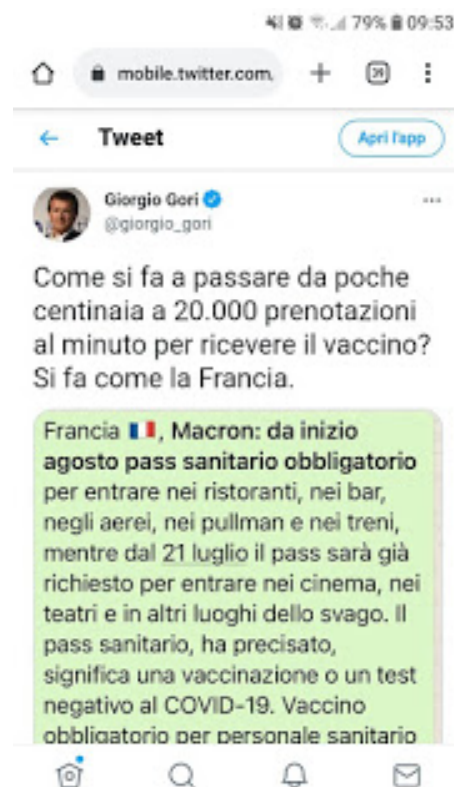 79% 09:53
mobile.twitter.com.
39
Tweet
Apri l'app
Giorgio Gori
@giorgio_gori
Come si fa a passare da poche
centinaia a 20.000 prenotazioni
al minuto per ricevere il vaccino?
Si fa come la Francia.
Francia 🇫🇷, Macron: da inizio
agosto pass sanitario obbligatorio
per entrare nei ristoranti, nei bar,
negli aerei, nei pullman e nei treni,
mentre dal 21 luglio il pass sarà già
richiesto per entrare nei cinema, nei
teatri e in altri luoghi dello svago. Il
pass sanitario, ha precisato,
significa una vaccinazione o un test
negativo al COVID-19. Vaccino
obbligatorio per personale sanitario